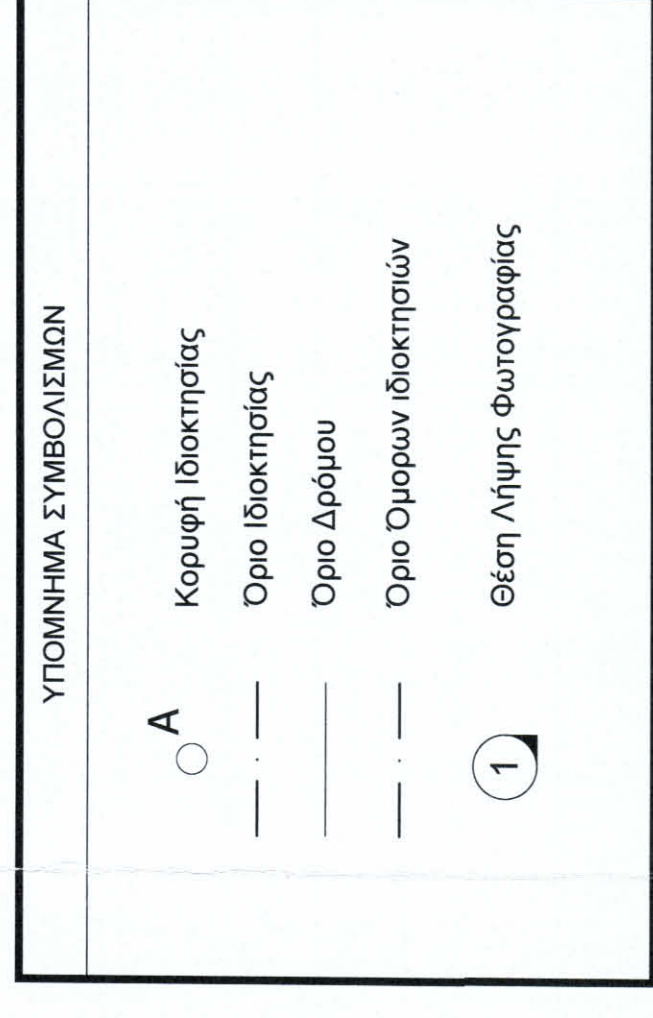 ΥΠΟΜΝΗΜΑ ΣΥΜΒΟΛΙΣΜΩΝ
A Κορυφή Ιδιοκτησίας
Όριο Ιδιοκτησίας
Όριο Δρόμου
Όριο Όμορων ιδιοκτησιών
1 Θέση Λήψης Φωτογραφίας